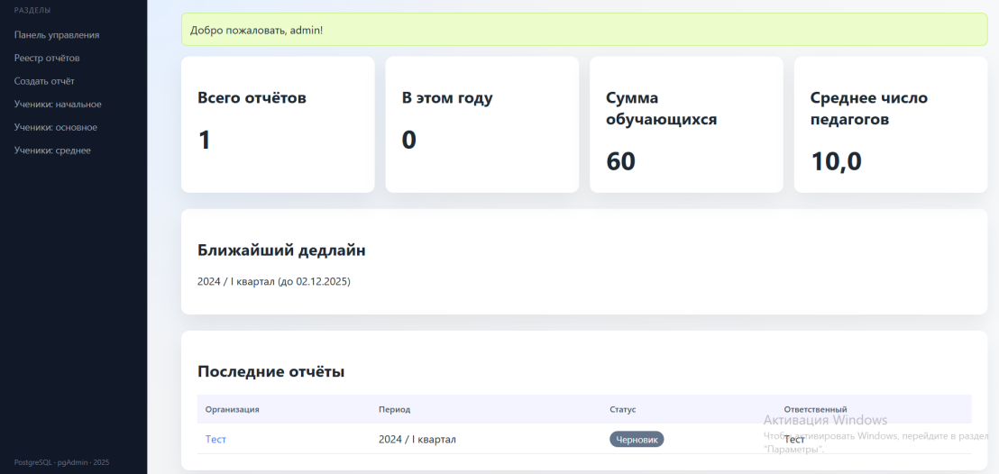 РАЗДЕЛЫ
Панель управления
Реестр отчётов
Создать отчёт
Ученики: начальное
Ученики: основное
Ученики: среднее
PostgreSQL · pgAdmin · 2025
Добро пожаловать, admin!
Всего отчётов
1
В этом году
0
Сумма
обучающихся
60
Среднее число
педагогов
10,0
Ближайший дедлайн
2024 / I квартал (до 02.12.2025)
Последние отчёты
Организация Период Статус Ответственный
Тест 2024 / I квартал Черновик Тест
Активация Windows
Чтобы активировать Windows, перейдите в раздел
"Параметры".